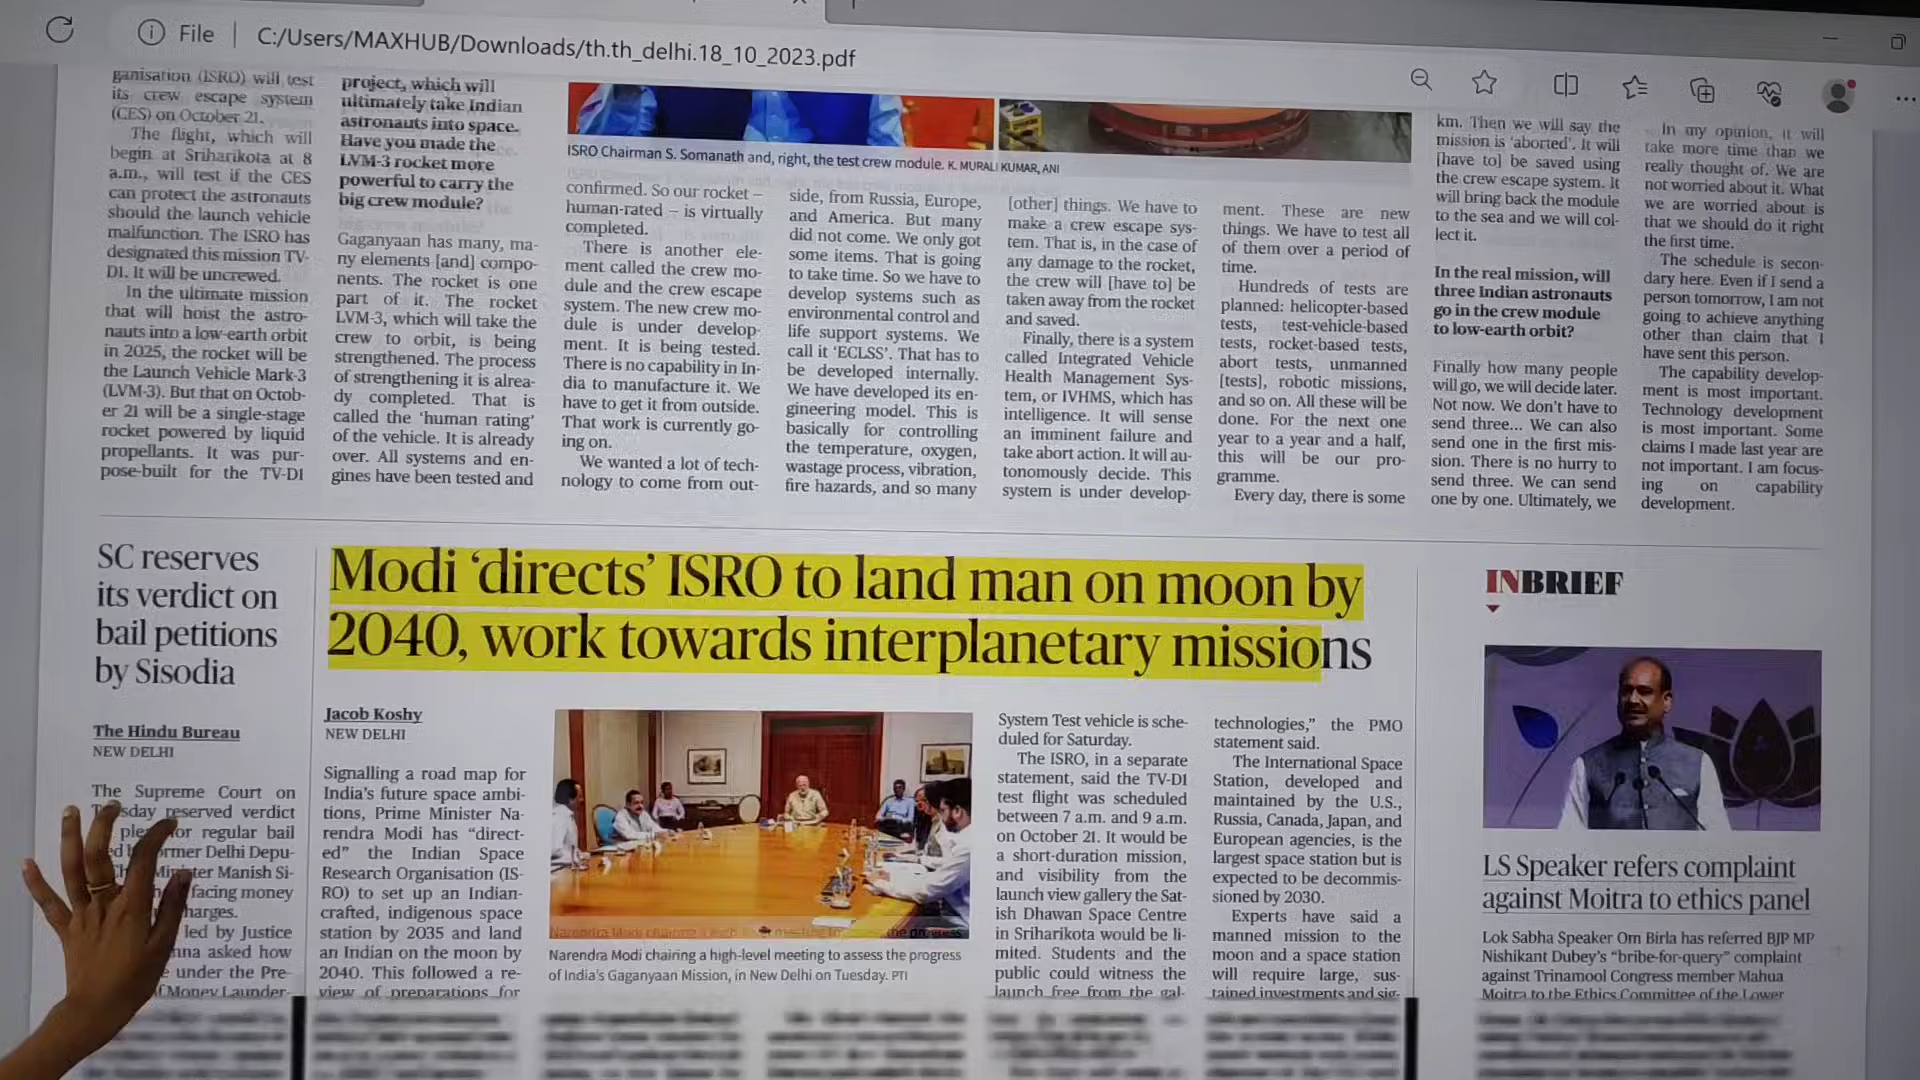 File
C:/Users/MAXHUB/Downloads/th.th_delhi.18_10_2023.pdf
ganisation (ISRO) will test
its crew escape system
(CES) on October 21.
The flight, which will
begin at Sriharikota at 8
a.m., will test if the CES
can protect the astronauts
should the launch vehicle
malfunction. The ISRO has
designated this mission TV-
D1. It will be uncrewed.
In the ultimate mission
that will hoist the astro-
nauts into a low-earth orbit
in 2025, the rocket will be
the Launch Vehicle Mark-3
(LVM-3). But that on Octob-
er 21 will be a single-stage
rocket powered by liquid
propellants. It was pur-
pose-built for the TV-D1
project, which will
ultimately take Indian
astronauts into space.
Have you made the
LVM-3 rocket more
powerful to carry the
big crew module?
Gaganyaan has many, ma-
ny elements [and] compo-
nents. The rocket is one
part of it. The rocket
LVM-3, which will take the
crew to orbit, is being
strengthened. The process
of strengthening it is alrea-
dy completed. That is
called the ‘human rating’
of the vehicle. It is already
over. All systems and en-
gines have been tested and
ISRO Chairman S. Somanath and, right, the test crew module. K. MURALI KUMAR, ANI
confirmed. So our rocket –
human-rated – is virtually
completed.
There is another ele-
ment called the crew mo-
dule and the crew escape
system. The new crew mo-
dule is under develop-
ment. It is being tested.
There is no capability in In-
dia to manufacture it. We
have to get it from outside.
That work is currently go-
ing on.
We wanted a lot of tech-
nology to come from out-
side, from Russia, Europe,
and America. But many
did not come. We only got
some items. That is going
to take time. So we have to
develop systems such as
environmental control and
life support systems. We
call it ‘ECLSS’. That has to
be developed internally.
We have developed its en-
gineering model. This is
basically for controlling
the temperature, oxygen,
wastage process, vibration,
fire hazards, and so many
[other] things. We have to
make a crew escape sys-
tem. That is, in the case of
any damage to the rocket,
the crew will [have to] be
taken away from the rocket
and saved.
Finally, there is a system
called Integrated Vehicle
Health Management Sys-
tem, or IVHMS, which has
intelligence. It will sense
an imminent failure and
take abort action. It will au-
tonomously decide. This
system is under develop-
ment. These are new
things. We have to test all
of them over a period of
time.
Hundreds of tests are
planned: helicopter-based
tests, test-vehicle-based
tests, rocket-based tests,
abort tests, unmanned
[tests], robotic missions,
and so on. All these will be
done. For the next one
year to a year and a half,
this will be our pro-
gramme.
Every day, there is some
km. Then we will say the
mission is ‘aborted’. It will
[have to] be saved using
the crew escape system. It
will bring back the module
to the sea and we will col-
lect it.
In the real mission, will
three Indian astronauts
go in the crew module
to low-earth orbit?
Finally how many people
will go, we will decide later.
Not now. We don’t have to
send three... We can also
send one in the first mis-
sion. There is no hurry to
send three. We can send
one by one. Ultimately, we
In my opinion, it will
take more time than we
really thought of. We are
not worried about it. What
we are worried about is
that we should do it right
the first time.
The schedule is secon-
dary here. Even if I send a
person tomorrow, I am not
going to achieve anything
other than claim that I
have sent this person.
The capability develop-
ment is most important.
Technology development
is most important. Some
claims I made last year are
not important. I am focus-
ing on capability
development.
SC reserves
its verdict on
bail petitions
by Sisodia
The Hindu Bureau
NEW DELHI
The Supreme Court on
reserved verdict
for regular bail
former Delhi Depu-
Minister Manish Si-
facing money
led by Justice
asked how
under the Pre-
Money Launder-
Modi ‘directs’ ISRO to land man on moon by
2040, work towards interplanetary missions
Jacob Koshy
NEW DELHI
Signalling a road map for
India’s future space ambi-
tions, Prime Minister Na-
rendra Modi has “direct-
ed” the Indian Space
Research Organisation (IS-
RO) to set up an Indian-
crafted, indigenous space
station by 2035 and land
an Indian on the moon by
2040. This followed a re-
view of preparations for
Narendra Modi chairing a high-level meeting to assess the progress
of India’s Gaganyaan Mission, in New Delhi on Tuesday. PTI
System Test vehicle is sche-
duled for Saturday.
The ISRO, in a separate
statement, said the TV-D1
test flight was scheduled
between 7 a.m. and 9 a.m.
on October 21. It would be
a short-duration mission,
and visibility from the
launch view gallery the Sat-
ish Dhawan Space Centre
in Sriharikota would be li-
mited. Students and the
public could witness the
launch free from the gal-
technologies,” the PMO
statement said.
The International Space
Station, developed and
maintained by the U.S.,
Russia, Canada, Japan, and
European agencies, is the
largest space station but is
expected to be decommis-
sioned by 2030.
Experts have said a
manned mission to the
moon and a space station
will require large, sus-
tained investments and sig-
INBRIEF
LS Speaker refers complaint
against Moitra to ethics panel
Lok Sabha Speaker Om Birla has referred BJP MP
Nishikant Dubey’s “bribe-for-query” complaint
against Trinamool Congress member Mahua
Moitra to the Ethics Committee of the Lower